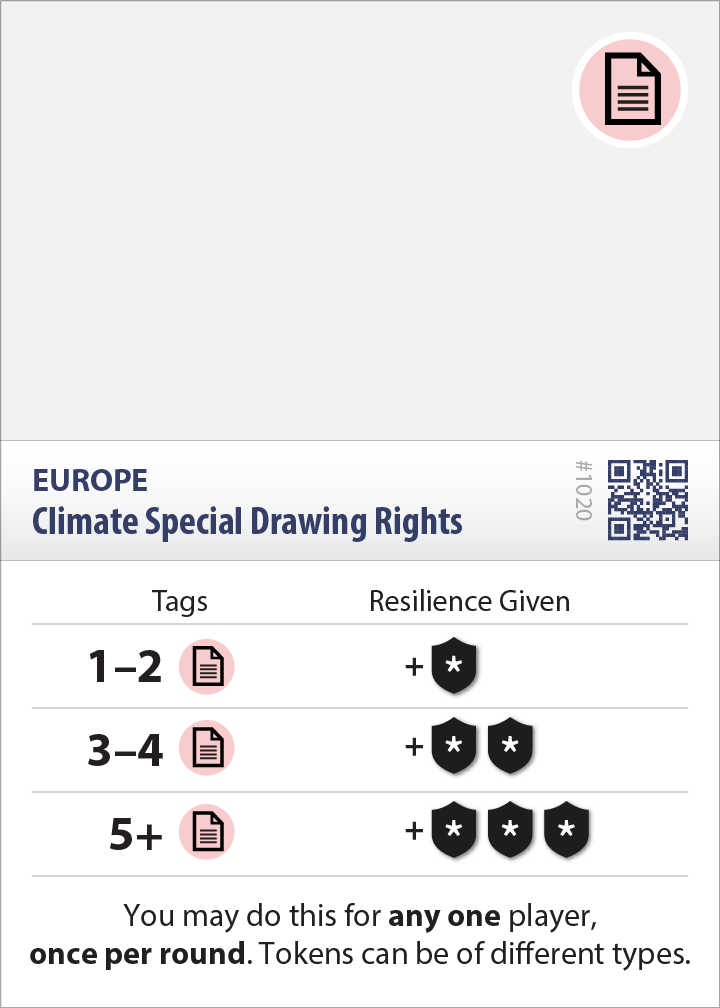 EUROPE
Climate Special Drawing Rights
#1020
Tags Resilience Given
1–2 +
3–4 +
5+ +
You may do this for any one player,
once per round. Tokens can be of different types.